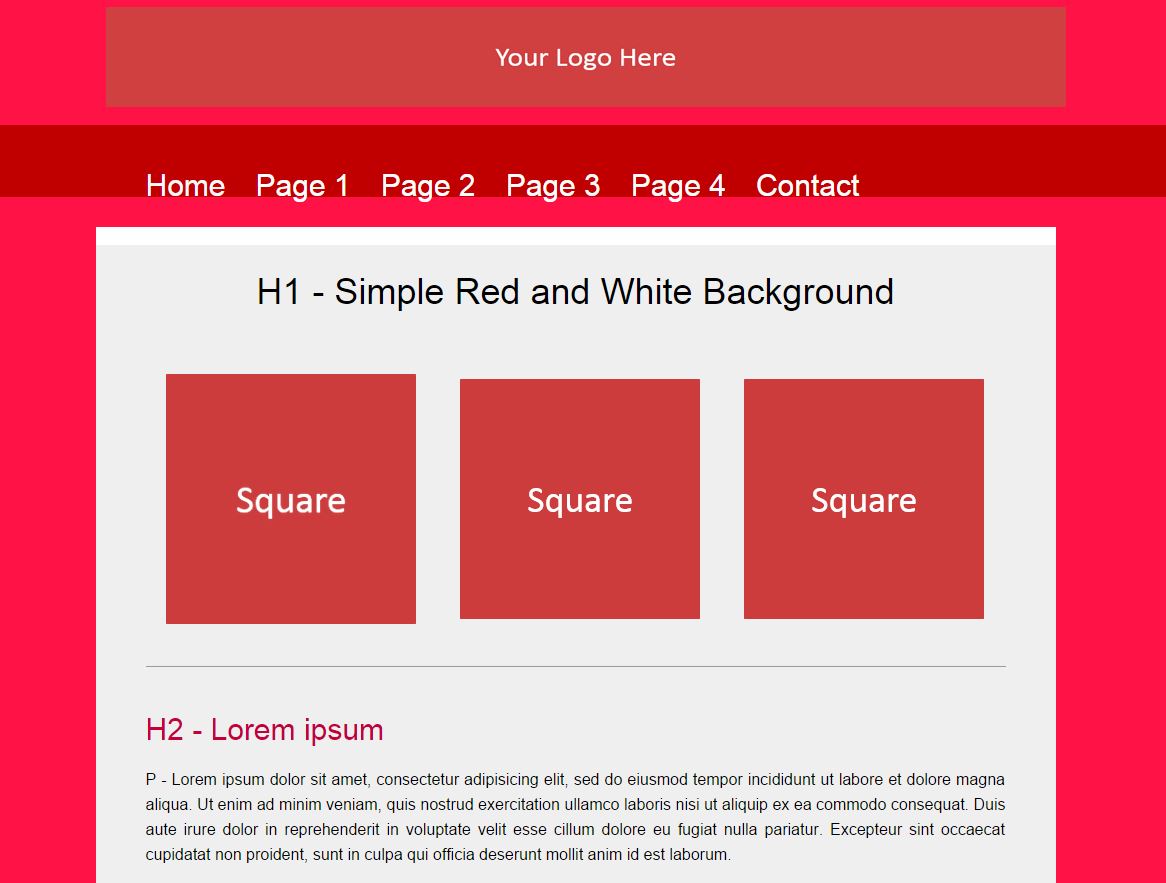 Your Logo Here
Home Page 1 Page 2 Page 3 Page 4 Contact
H1 - Simple Red and White Background
Square Square Square
H2 - Lorem ipsum
P - Lorem ipsum dolor sit amet, consectetur adipisicing elit, sed do eiusmod tempor incididunt ut labore et dolore magna
aliqua. Ut enim ad minim veniam, quis nostrud exercitation ullamco laboris nisi ut aliquip ex ea commodo consequat. Duis
aute irure dolor in reprehenderit in voluptate velit esse cillum dolore eu fugiat nulla pariatur. Excepteur sint occaecat
cupidatat non proident, sunt in culpa qui officia deserunt mollit anim id est laborum.